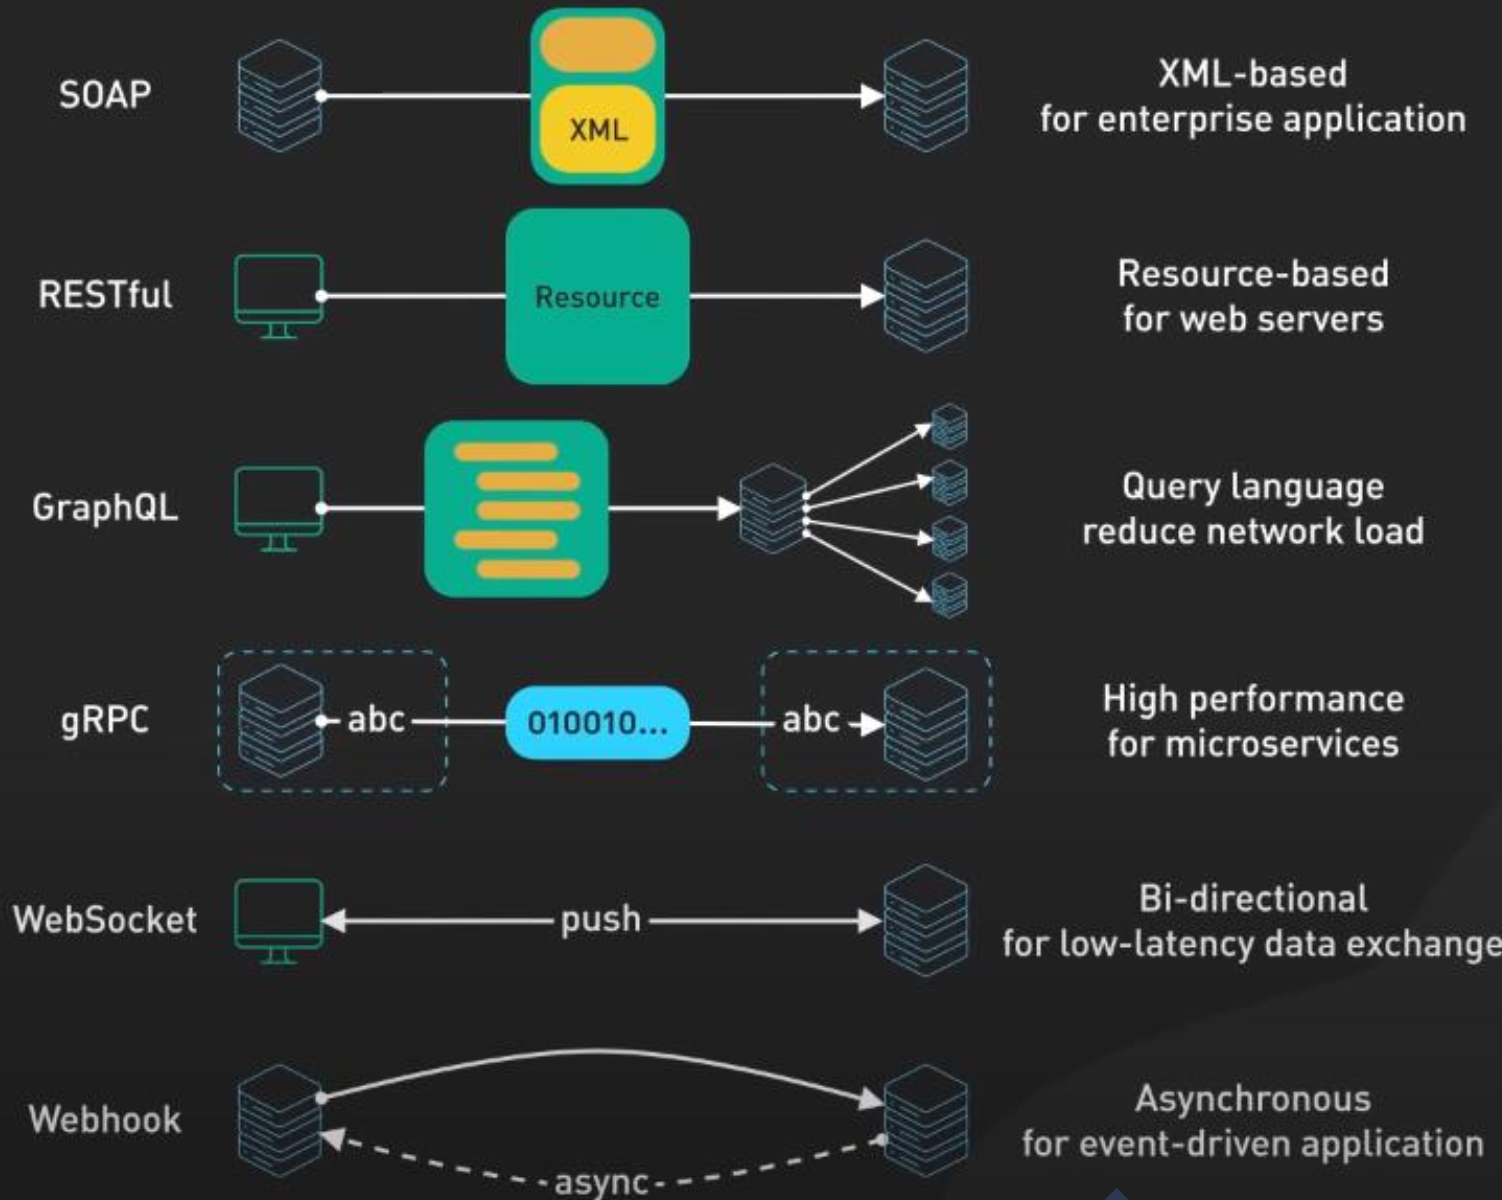 SOAP
XML
XML-based
for enterprise application
RESTful
Resource
Resource-based
for web servers
GraphQL
Query language
reduce network load
gRPC
abc
010010...
abc
High performance
for microservices
WebSocket
push
Bi-directional
for low-latency data exchange
Webhook
async
Asynchronous
for event-driven application